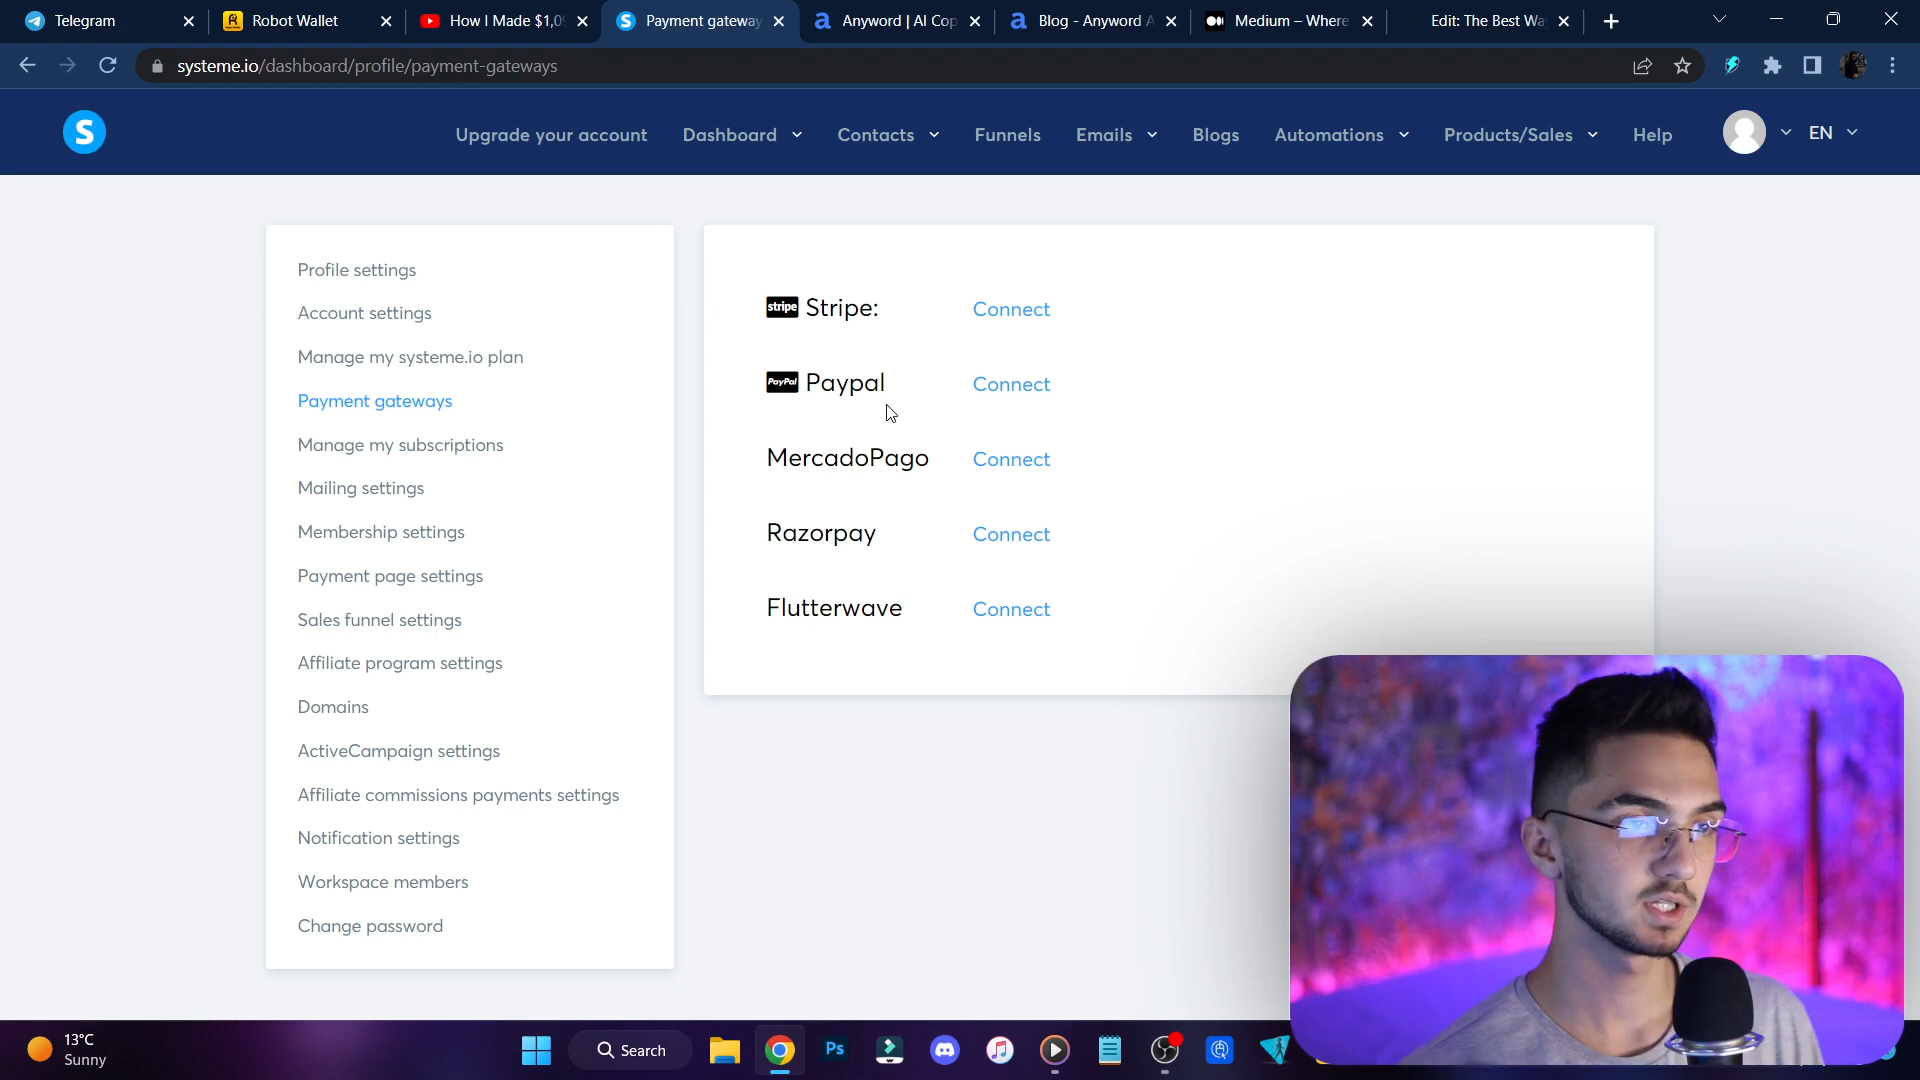 Telegram
Robot Wallet
How I Made $1,09
Payment gateway
Anyword | AI Cop
Blog - Anyword A
Medium – Where
Edit: The Best Wa
systeme.io/dashboard/profile/payment-gateways
S
Upgrade your account
Dashboard
Contacts
Funnels
Emails
Blogs
Automations
Products/Sales
Help
EN
Profile settings
Account settings
Manage my systeme.io plan
Payment gateways
Manage my subscriptions
Mailing settings
Membership settings
Payment page settings
Sales funnel settings
Affiliate program settings
Domains
ActiveCampaign settings
Affiliate commissions payments settings
Notification settings
Workspace members
Change password
stripe Stripe: Connect
PayPal Paypal Connect
MercadoPago Connect
Razorpay Connect
Flutterwave Connect
13°C
Sunny
Search
Ps